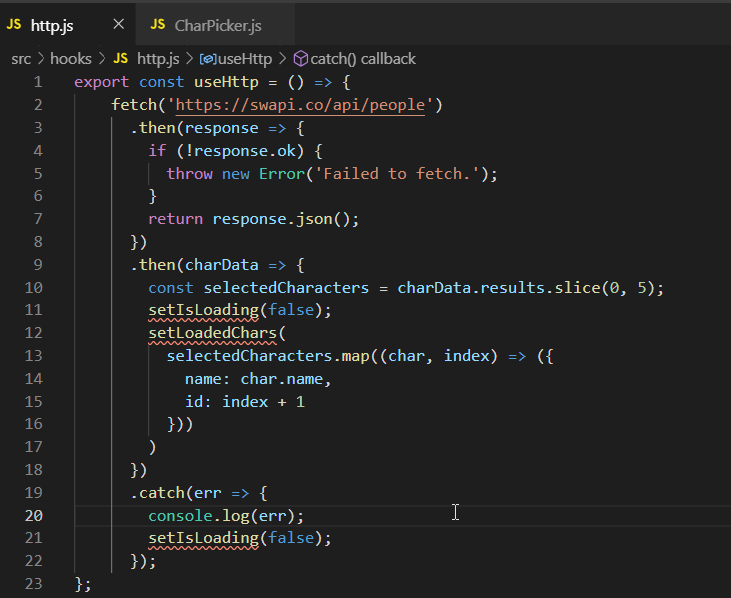 JS http.js × JS CharPicker.js
src > hooks > JS http.js > useHttp > catch() callback
1 export const useHttp = () => {
2 fetch('https://swapi.co/api/people')
3 .then(response => {
4 if (!response.ok) {
5 throw new Error('Failed to fetch.');
6 }
7 return response.json();
8 })
9 .then(charData => {
10 const selectedCharacters = charData.results.slice(0, 5);
11 setIsLoading(false);
12 setLoadedChars(
13 selectedCharacters.map((char, index) => ({
14 name: char.name,
15 id: index + 1
16 }))
17 )
18 })
19 .catch(err => {
20 console.log(err);
21 setIsLoading(false);
22 });
23 };